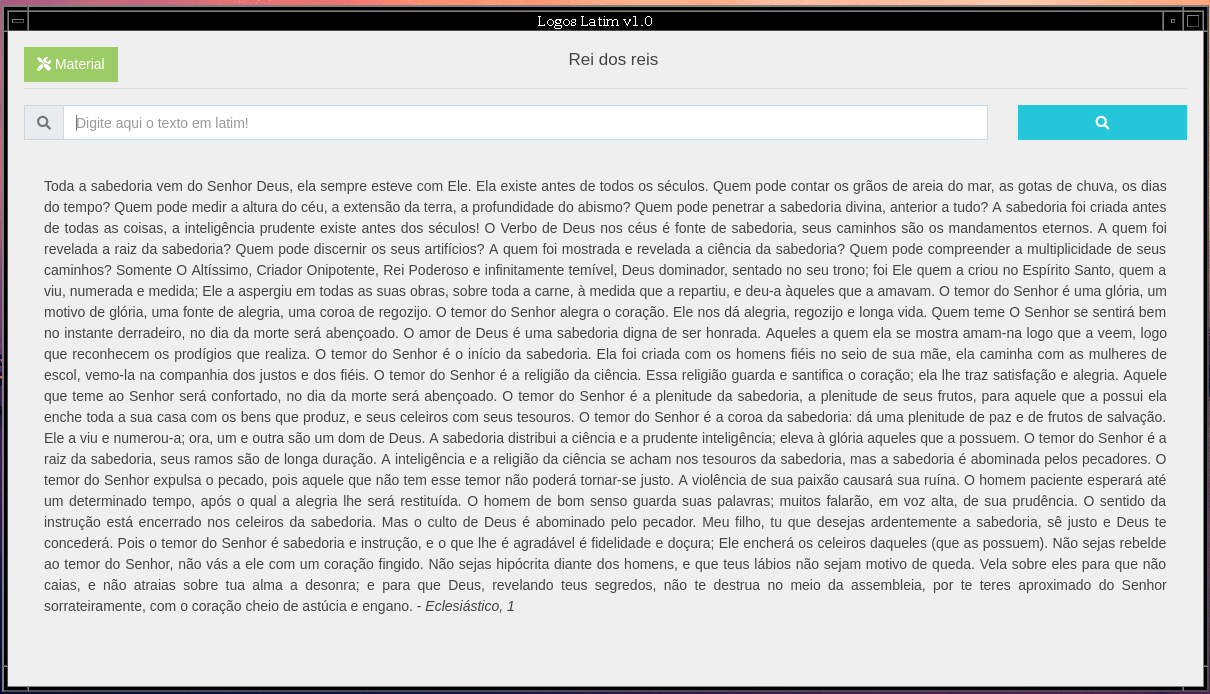 Logos Latim v1.0
Material
Rei dos reis
Digite aqui o texto em latim!
Toda a sabedoria vem do Senhor Deus, ela sempre esteve com Ele. Ela existe antes de todos os séculos. Quem pode contar os grãos de areia do mar, as gotas de chuva, os dias
do tempo? Quem pode medir a altura do céu, a extensão da terra, a profundidade do abismo? Quem pode penetrar a sabedoria divina, anterior a tudo? A sabedoria foi criada antes
de todas as coisas, a inteligência prudente existe antes dos séculos! O Verbo de Deus nos céus é fonte de sabedoria, seus caminhos são os mandamentos eternos. A quem foi
revelada a raiz da sabedoria? Quem pode discernir os seus artifícios? A quem foi mostrada e revelada a ciência da sabedoria? Quem pode compreender a multiplicidade de seus
caminhos? Somente O Altíssimo, Criador Onipotente, Rei Poderoso e infinitamente temível, Deus dominador, sentado no seu trono; foi Ele quem a criou no Espírito Santo, quem a
viu, numerada e medida; Ele a aspergiu em todas as suas obras, sobre toda a carne, à medida que a repartiu, e deu-a àqueles que a amavam. O temor do Senhor é uma glória, um
motivo de glória, uma fonte de alegria, uma coroa de regozijo. O temor do Senhor alegra o coração. Ele nos dá alegria, regozijo e longa vida. Quem teme O Senhor se sentirá bem
no instante derradeiro, no dia da morte será abençoado. O amor de Deus é uma sabedoria digna de ser honrada. Aqueles a quem ela se mostra amam-na logo que a veem, logo
que reconhecem os prodígios que realiza. O temor do Senhor é o início da sabedoria. Ela foi criada com os homens fiéis no seio de sua mãe, ela caminha com as mulheres de
escol, vemo-la na companhia dos justos e dos fiéis. O temor do Senhor é a religião da ciência. Essa religião guarda e santifica o coração; ela lhe traz satisfação e alegria. Aquele
que teme ao Senhor será confortado, no dia da morte será abençoado. O temor do Senhor é a plenitude da sabedoria, a plenitude de seus frutos, para aquele que a possui ela
enche toda a sua casa com os bens que produz, e seus celeiros com seus tesouros. O temor do Senhor é a coroa da sabedoria: dá uma plenitude de paz e de frutos de salvação.
Ele a viu e numerou-a; ora, um e outra são um dom de Deus. A sabedoria distribui a ciência e a prudente inteligência; eleva à glória aqueles que a possuem. O temor do Senhor é a
raiz da sabedoria, seus ramos são de longa duração. A inteligência e a religião da ciência se acham nos tesouros da sabedoria, mas a sabedoria é abominada pelos pecadores. O
temor do Senhor expulsa o pecado, pois aquele que não tem esse temor não poderá tornar-se justo. A violência de sua paixão causará sua ruína. O homem paciente esperará até
um determinado tempo, após o qual a alegria lhe será restituída. O homem de bom senso guarda suas palavras; muitos falarão, em voz alta, de sua prudência. O sentido da
instrução está encerrado nos celeiros da sabedoria. Mas o culto de Deus é abominado pelo pecador. Meu filho, tu que desejas ardentemente a sabedoria, sê justo e Deus te
concederá. Pois o temor do Senhor é sabedoria e instrução, e o que lhe é agradável é fidelidade e doçura; Ele encherá os celeiros daqueles (que as possuem). Não sejas rebelde
ao temor do Senhor, não vás a ele com um coração fingido. Não sejas hipócrita diante dos homens, e que teus lábios não sejam motivo de queda. Vela sobre eles para que não
caias, e não atraias sobre tua alma a desonra; e para que Deus, revelando teus segredos, não te destrua no meio da assembleia, por te teres aproximado do Senhor
sorrateiramente, com o coração cheio de astúcia e engano. - Eclesiástico, 1